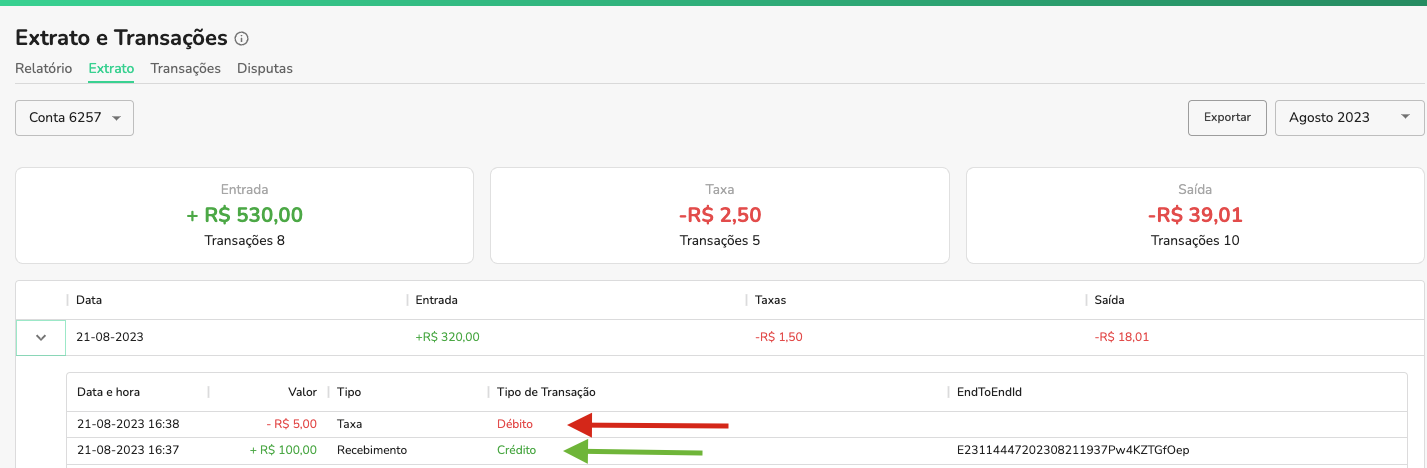 Extrato e Transações
Relatório Extrato Transações Disputas
Conta 6257 Exportar Agosto 2023
Entrada Taxa Saída
+ R$ 530,00 -R$ 2,50 -R$ 39,01
Transações 8 Transações 5 Transações 10
Data Entrada Taxas Saída
21-08-2023 +R$ 320,00 -R$ 1,50 -R$ 18,01
Data e hora Valor Tipo Tipo de Transação EndToEndId
21-08-2023 16:38 - R$ 5,00 Taxa Débito
21-08-2023 16:37 + R$ 100,00 Recebimento Crédito E23114447202308211937Pw4KZTGfOep